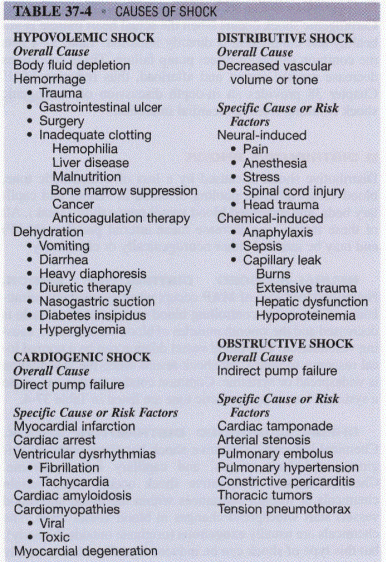 TABLE 37-4 • CAUSES OF SHOCK
HYPOVOLEMIC SHOCK
Overall Cause
Body fluid depletion
Hemorrhage
• Trauma
• Gastrointestinal ulcer
• Surgery
• Inadequate clotting
Hemophilia
Liver disease
Malnutrition
Bone marrow suppression
Cancer
Anticoagulation therapy
Dehydration
• Vomiting
• Diarrhea
• Heavy diaphoresis
• Diuretic therapy
• Nasogastric suction
• Diabetes insipidus
• Hyperglycemia
CARDIOGENIC SHOCK
Overall Cause
Direct pump failure
Specific Cause or Risk Factors
Myocardial infarction
Cardiac arrest
Ventricular dysrhythmias
• Fibrillation
• Tachycardia
Cardiac amyloidosis
Cardiomyopathies
• Viral
• Toxic
Myocardial degeneration
DISTRIBUTIVE SHOCK
Overall Cause
Decreased vascular
volume or tone
Specific Cause or Risk
Factors
Neural-induced
• Pain
• Anesthesia
• Stress
• Spinal cord injury
• Head trauma
Chemical-induced
• Anaphylaxis
• Sepsis
• Capillary leak
Burns
Extensive trauma
Hepatic dysfunction
Hypoproteinemia
OBSTRUCTIVE SHOCK
Overall Cause
Indirect pump failure
Specific Cause or Risk
Factors
Cardiac tamponade
Arterial stenosis
Pulmonary embolus
Pulmonary hypertension
Constrictive pericarditis
Thoracic tumors
Tension pneumothorax